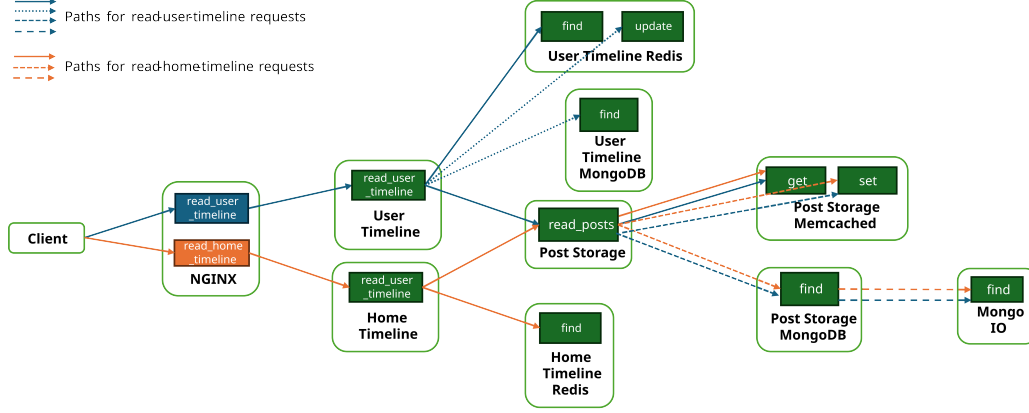 Paths for read-user-timeline requests
Paths for read-home-timeline requests
find
update
User Timeline Redis
find
User
Timeline
MongoDB
Client
read_user
_timeline
read_home
_timeline
NGINX
read_user
_timeline
User
Timeline
read_user
_timeline
Home
Timeline
read_posts
Post Storage
find
Home
Timeline
Redis
get
set
Post Storage
Memcached
find
Post Storage
MongoDB
find
Mongo
IO